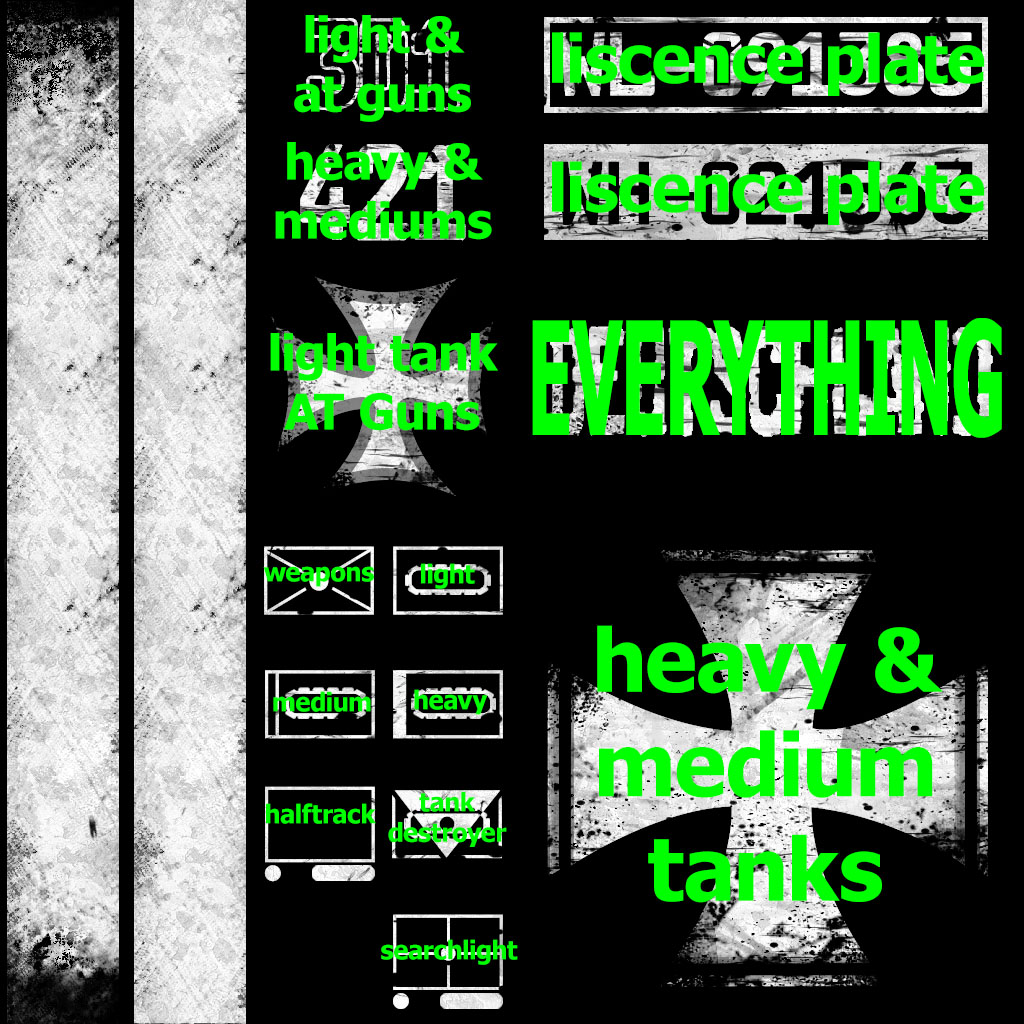 light &
at guns
liscence plate
heavy &
421
mediums
liscence plate
light tank
AT Guns
EVERYTHING
weapons
light
medium
heavy
halftrack
tank
destroyer
searchlight
heavy &
medium
tanks